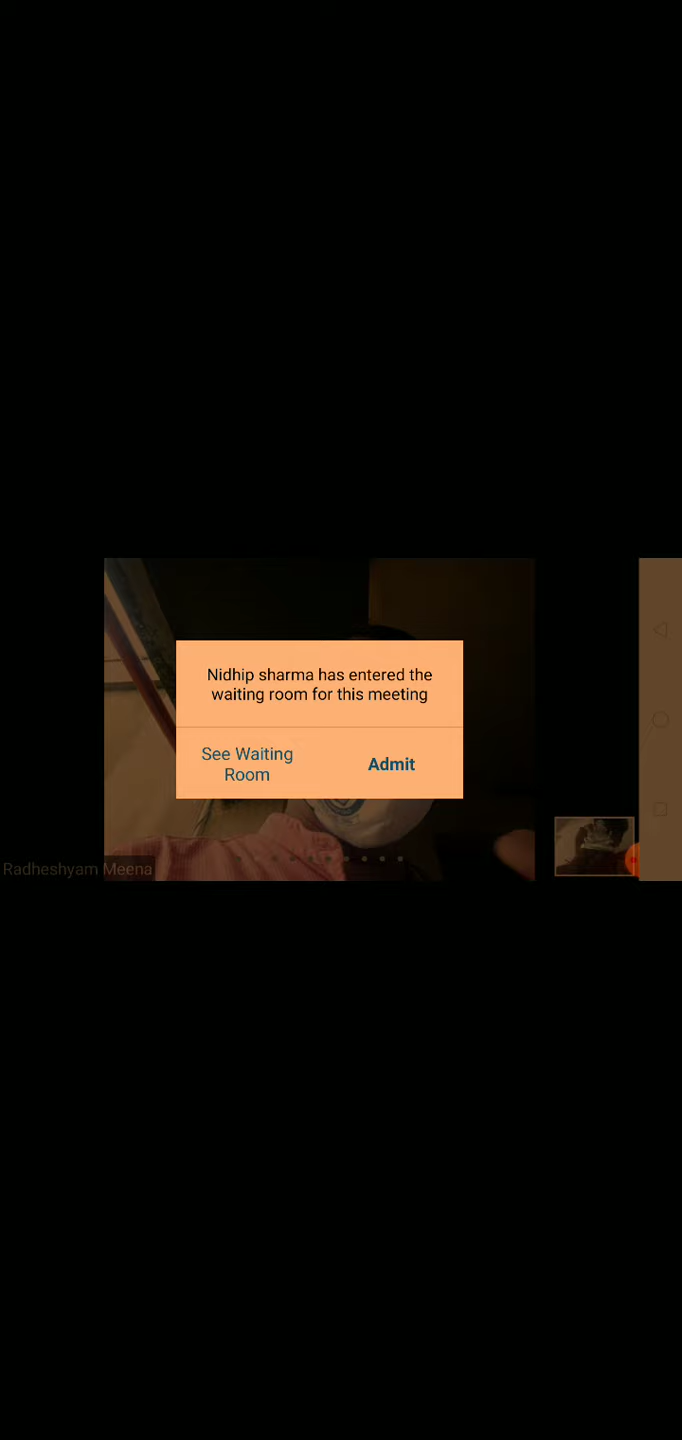 Nidhip sharma has entered the
waiting room for this meeting
See Waiting
Room
Admit
Radheshyam Meena